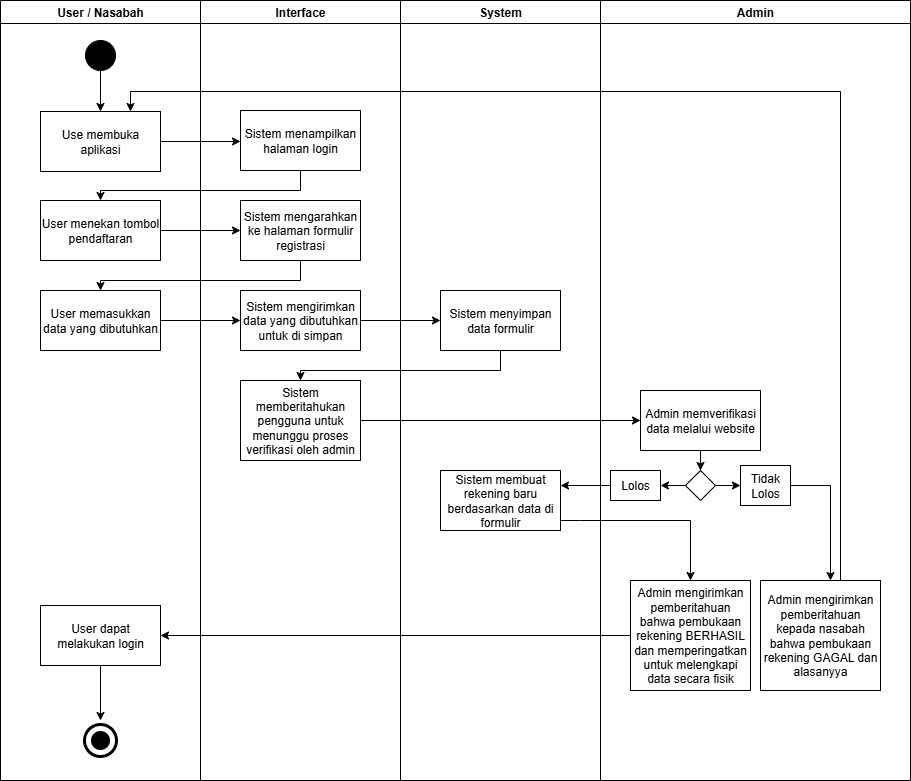 User / Nasabah
Interface
System
Admin
Use membuka
aplikasi
Sistem menampilkan
halaman login
User menekan tombol
pendaftaran
Sistem mengarahkan
ke halaman formulir
registrasi
User memasukkan
data yang dibutuhkan
Sistem mengirimkan
data yang dibutuhkan
untuk di simpan
Sistem menyimpan
data formulir
Sistem
memberitahukan
pengguna untuk
menunggu proses
verifikasi oleh admin
Admin memverifikasi
data melalui website
Sistem membuat
rekening baru
berdasarkan data di
formulir
Lolos
Tidak
Lolos
Admin mengirimkan
pemberitahuan
bahwa pembukaan
rekening BERHASIL
dan memperingatkan
untuk melengkapi
data secara fisik
Admin mengirimkan
pemberitahuan
kepada nasabah
bahwa pembukaan
rekening GAGAL dan
alasanyya
User dapat
melakukan login